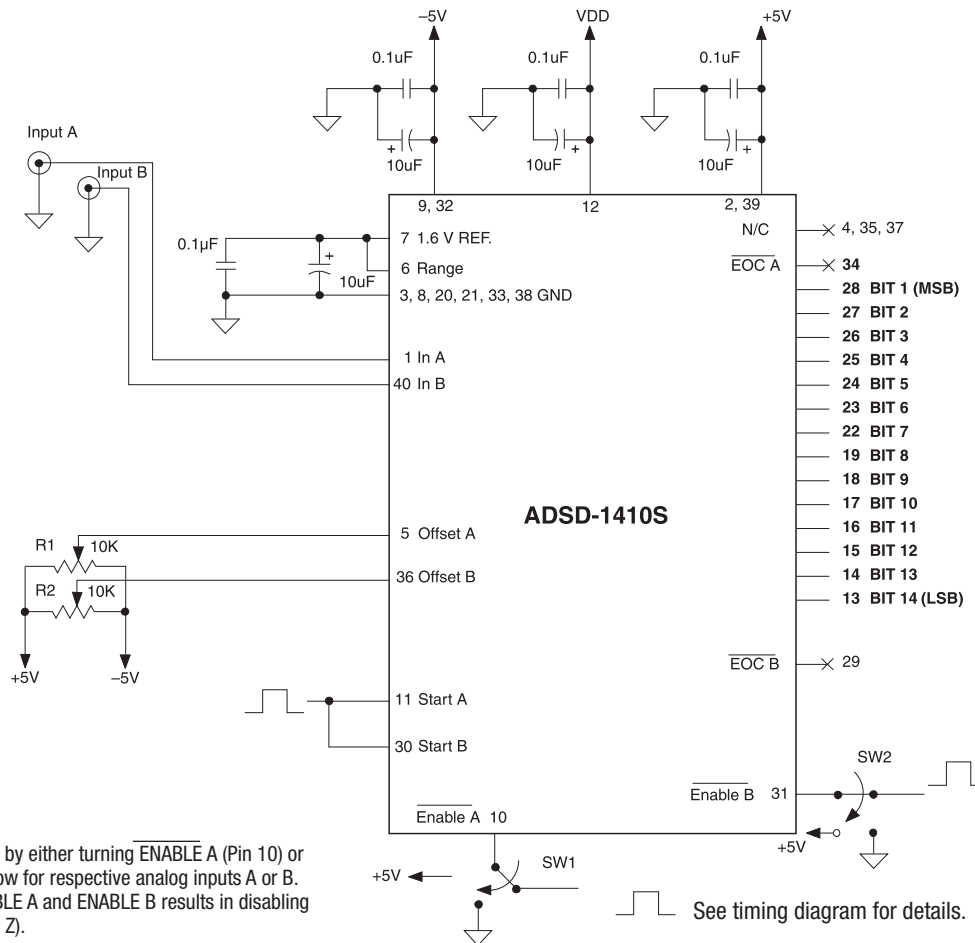 –5V
VDD
+5V
0.1uF
0.1uF
0.1uF
+
10uF
10uF
+
10uF
+
Input A
Input B
9, 32
12
2, 39
0.1µF
+
10uF
7 1.6 V REF.
6 Range
3, 8, 20, 21, 33, 38 GND
1 In A
40 In B
N/C
4, 35, 37
EOC A
34
28 BIT 1 (MSB)
27 BIT 2
26 BIT 3
25 BIT 4
24 BIT 5
23 BIT 6
22 BIT 7
19 BIT 8
18 BIT 9
17 BIT 10
16 BIT 11
15 BIT 12
14 BIT 13
13 BIT 14 (LSB)
ADSD-1410S
R1
10K
5 Offset A
R2
10K
36 Offset B
+5V
–5V
EOC B
29
11 Start A
30 Start B
Enable B 31
SW2
+5V
Enable A 10
+5V
SW1
by either turning ENABLE A (Pin 10) or
ow for respective analog inputs A or B.
BLE A and ENABLE B results in disabling
Z).
See timing diagram for details.